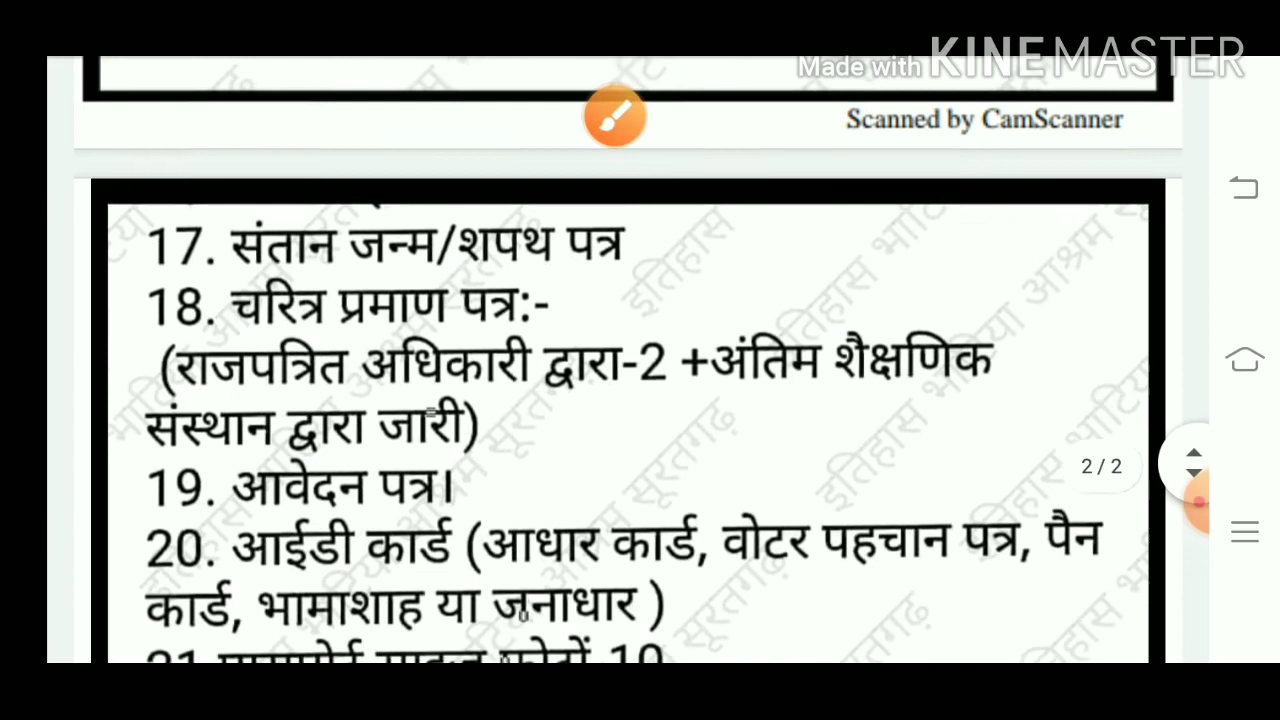 Made with KINEMASTER
Scanned by CamScanner
17. संतान जन्म/शपथ पत्र
18. चरित्र प्रमाण पत्र:-
(राजपत्रित अधिकारी द्वारा-2 +अंतिम शैक्षणिक
संस्थान द्वारा जारी)
19. आवेदन पत्र।
2/2
20. आईडी कार्ड (आधार कार्ड, वोटर पहचान पत्र, पैन
कार्ड, भामाशाह या जनाधार )